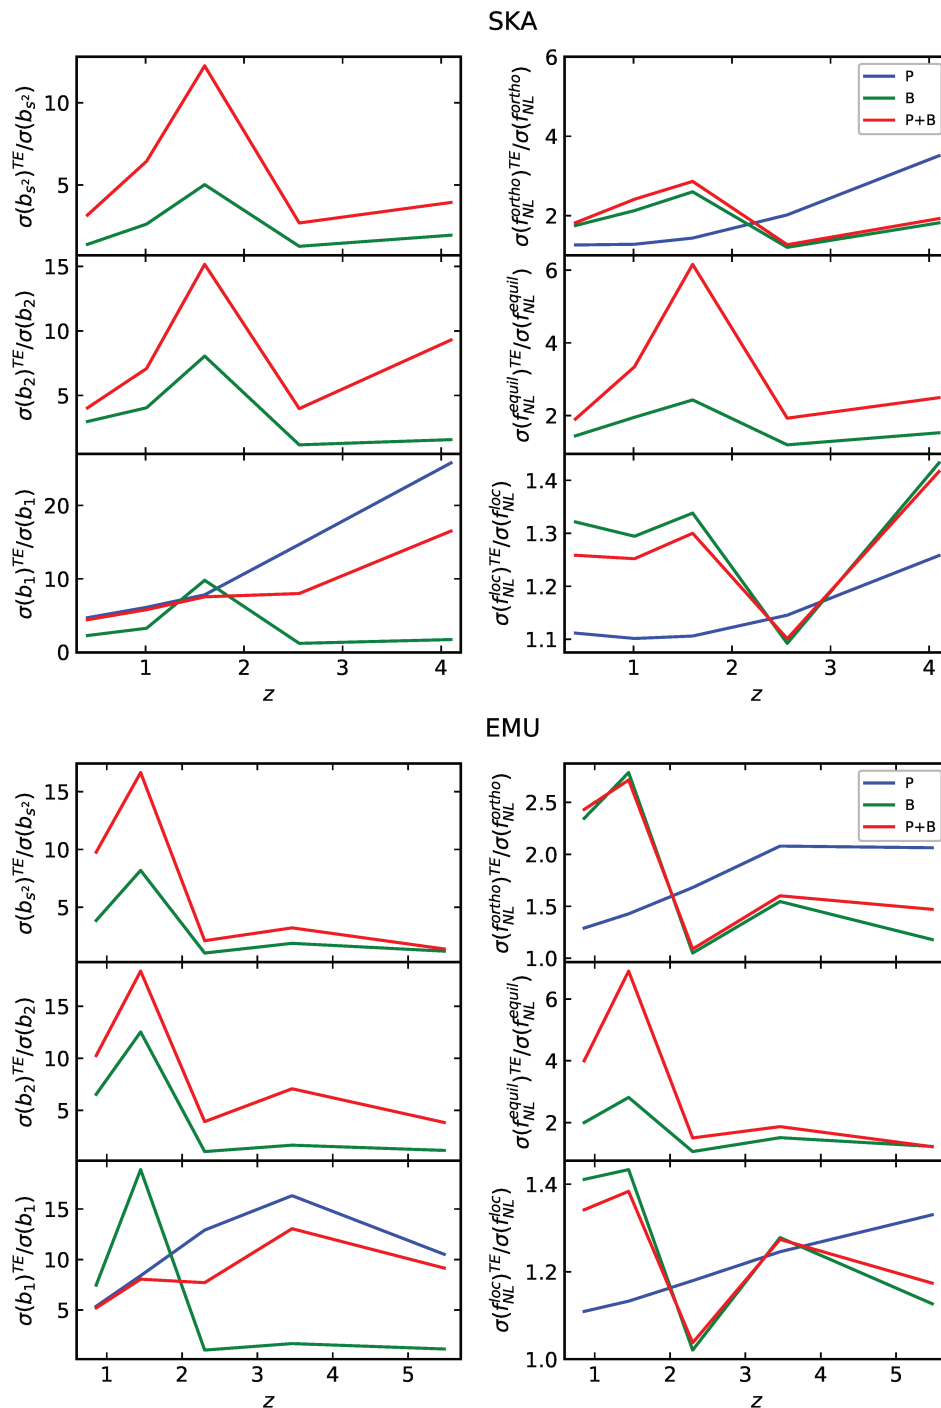 SKA
σ(b_{s^2})^{TE}/σ(b_{s^2})
10
5
σ(f_{NL}^{ortho})^{TE}/σ(f_{NL}^{ortho})
6
4
2
P
B
P+B
σ(b_2)^{TE}/σ(b_2)
15
10
5
σ(f_{NL}^{equil})^{TE}/σ(f_{NL}^{equil})
6
4
2
σ(b_1)^{TE}/σ(b_1)
20
10
0
1 2 3 4
z
σ(f_{NL}^{loc})^{TE}/σ(f_{NL}^{loc})
1.4
1.3
1.2
1.1
1 2 3 4
z
EMU
σ(b_{s^2})^{TE}/σ(b_{s^2})
15
10
5
σ(f_{NL}^{ortho})^{TE}/σ(f_{NL}^{ortho})
2.5
2.0
1.5
1.0
P
B
P+B
σ(b_2)^{TE}/σ(b_2)
15
10
5
σ(f_{NL}^{equil})^{TE}/σ(f_{NL}^{equil})
6
4
2
σ(b_1)^{TE}/σ(b_1)
15
10
5
1 2 3 4 5
z
σ(f_{NL}^{loc})^{TE}/σ(f_{NL}^{loc})
1.4
1.2
1.0
1 2 3 4 5
z